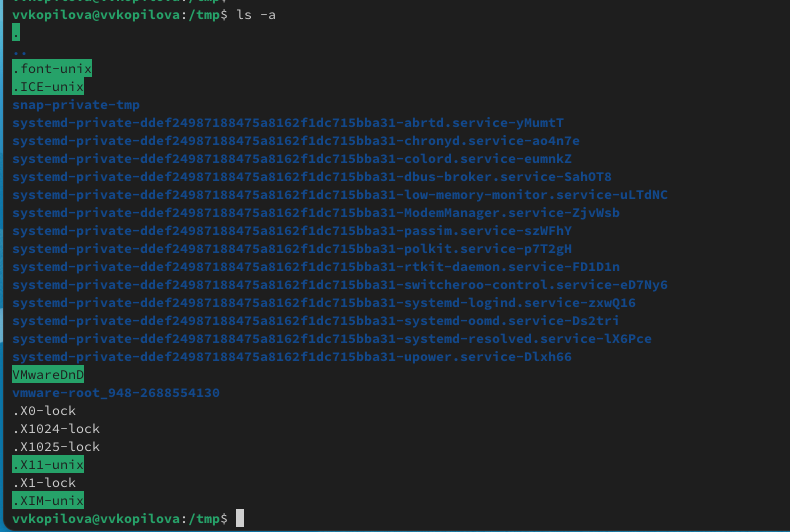 vvkopilova@vvkopilova:/tmp$ ls -a
.
..
.font-unix
.ICE-unix
snap-private-tmp
systemd-private-ddef24987188475a8162f1dc715bba31-abrtd.service-yMumtT
systemd-private-ddef24987188475a8162f1dc715bba31-chronyd.service-ao4n7e
systemd-private-ddef24987188475a8162f1dc715bba31-colord.service-eumnkZ
systemd-private-ddef24987188475a8162f1dc715bba31-dbus-broker.service-SahOT8
systemd-private-ddef24987188475a8162f1dc715bba31-low-memory-monitor.service-uLTdNC
systemd-private-ddef24987188475a8162f1dc715bba31-ModemManager.service-ZjvWsb
systemd-private-ddef24987188475a8162f1dc715bba31-passim.service-szWFhY
systemd-private-ddef24987188475a8162f1dc715bba31-polkit.service-p7T2gH
systemd-private-ddef24987188475a8162f1dc715bba31-rtkit-daemon.service-FD1D1n
systemd-private-ddef24987188475a8162f1dc715bba31-switcheroo-control.service-eD7Ny6
systemd-private-ddef24987188475a8162f1dc715bba31-systemd-logind.service-zxwQ16
systemd-private-ddef24987188475a8162f1dc715bba31-systemd-oomd.service-Ds2tri
systemd-private-ddef24987188475a8162f1dc715bba31-systemd-resolved.service-lX6Pce
systemd-private-ddef24987188475a8162f1dc715bba31-upower.service-Dlxh66
VMwareDnD
vmware-root_948-2688554130
.X0-lock
.X1024-lock
.X1025-lock
.X11-unix
.X1-lock
.XIM-unix
vvkopilova@vvkopilova:/tmp$